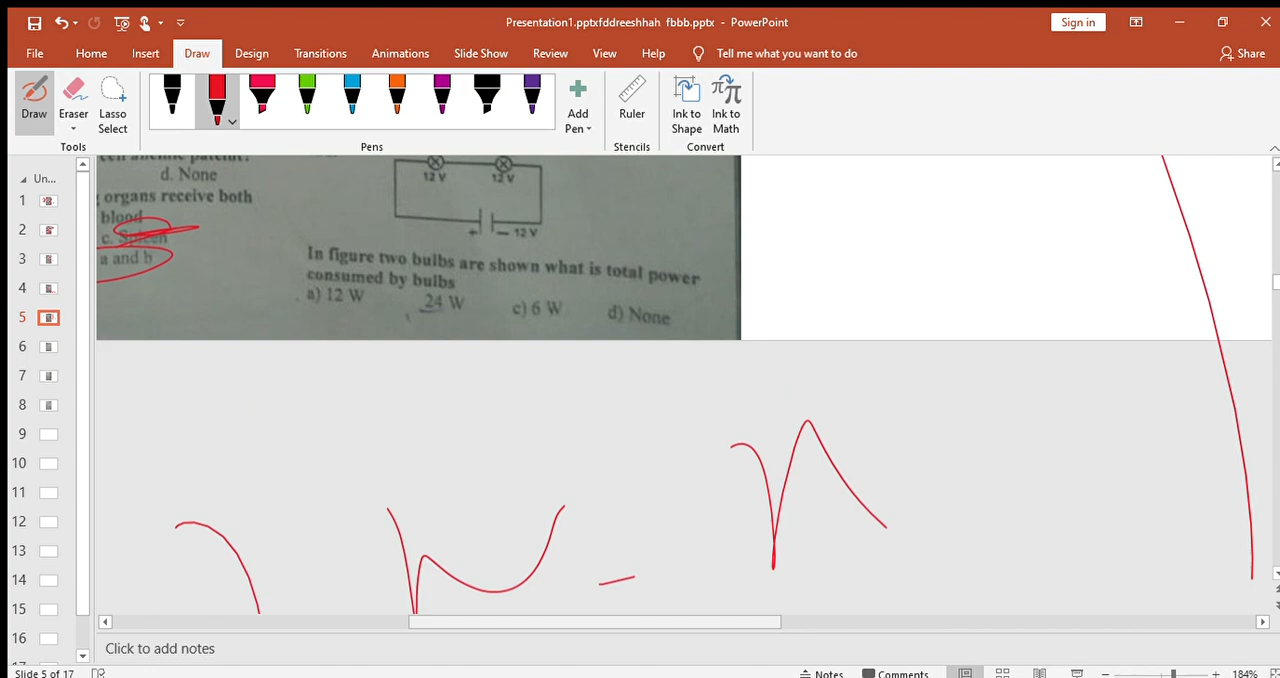 Presentation1.pptxfddreeshhah fbbb.pptx - PowerPoint
Sign in
File Home Insert Draw Design Transitions Animations Slide Show Review View Help Tell me what you want to do Share
Draw Eraser Lasso Select Add Pen Ruler Ink to Shape Ink to Math
Tools Pens Stencils Convert
Un...
1
2
3
4
5
6
7
8
9
10
11
12
13
14
15
16
d. None
organs receive both
blood
c. Spleen
a and b
12 V 12 V
+ − 12 V
In figure two bulbs are shown what is total power
consumed by bulbs
a) 12 W 24 W c) 6 W d) None
Click to add notes
Slide 5 of 17 Notes Comments 184%